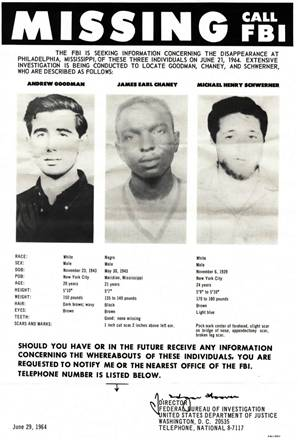 MISSING CALL FBI
THE FBI IS SEEKING INFORMATION CONCERNING THE DISAPPEARANCE AT
PHILADELPHIA, MISSISSIPPI, OF THESE THREE INDIVIDUALS ON JUNE 21, 1964. EXTENSIVE
INVESTIGATION IS BEING CONDUCTED TO LOCATE GOODMAN, CHANEY, AND SCHWERNER,
WHO ARE DESCRIBED AS FOLLOWS:
ANDREW GOODMAN JAMES EARL CHANEY MICHAEL HENRY SCHWERNER
RACE: White Negro White
SEX: Male Male Male
DOB: November 23, 1943 May 30, 1943 November 6, 1939
POB: New York City Meridian, Mississippi New York City
AGE: 20 years 21 years 24 years
HEIGHT: 5'10" 5'7" 5'9" to 5'10"
WEIGHT: 150 pounds 135 to 140 pounds 170 to 180 pounds
HAIR: Dark brown; wavy Black Brown
EYES: Brown Brown Light blue
TEETH: Good: none missing
SCARS AND MARKS: 1 inch cut scar 2 inches above left ear. Pock mark center of forehead, slight scar
on bridge of nose, appendectomy scar,
broken leg scar.
SHOULD YOU HAVE OR IN THE FUTURE RECEIVE ANY INFORMATION
CONCERNING THE WHEREABOUTS OF THESE INDIVIDUALS, YOU ARE
REQUESTED TO NOTIFY ME OR THE NEAREST OFFICE OF THE FBI.
TELEPHONE NUMBER IS LISTED BELOW.
DIRECTOR
FEDERAL BUREAU OF INVESTIGATION
UNITED STATES DEPARTMENT OF JUSTICE
WASHINGTON, D. C. 20535
June 29, 1964 TELEPHONE, NATIONAL 8-7117